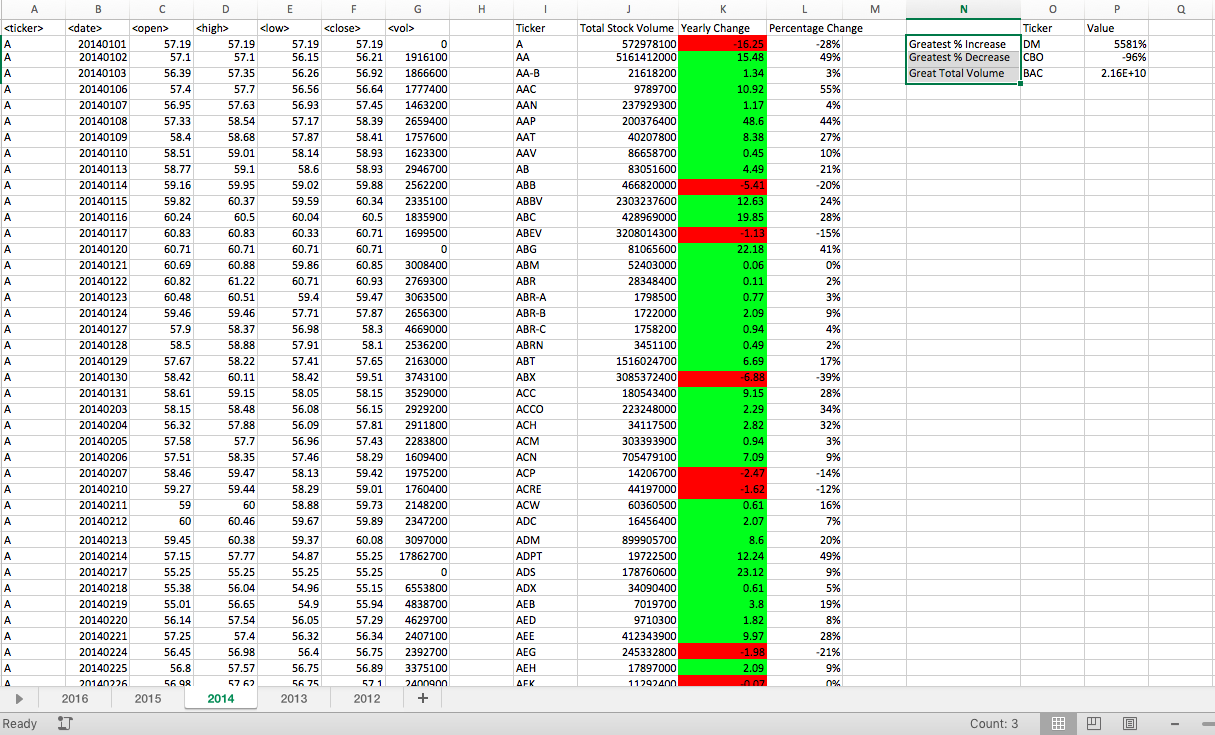 A B C D E F G H I J K L M N O P Q
<ticker> <date> <open> <high> <low> <close> <vol> Ticker Total Stock Volume Yearly Change Percentage Change Ticker Value
A 20140101 57.19 57.19 57.19 57.19 0 A 572978100 -16.25 -28% Greatest % Increase DM 5581%
A 20140102 57.1 57.1 56.15 56.21 1916100 AA 5161412000 15.48 49% Greatest % Decrease CBO -96%
A 20140103 56.39 57.35 56.26 56.92 1866600 AA-B 21618200 1.34 3% Great Total Volume BAC 2.16E+10
A 20140106 57.4 57.7 56.56 56.64 1777400 AAC 9789700 10.92 55%
A 20140107 56.95 57.63 56.93 57.45 1463200 AAN 237929300 1.17 4%
A 20140108 57.33 58.54 57.17 58.39 2659400 AAP 200376400 48.6 44%
A 20140109 58.4 58.68 57.87 58.41 1757600 AAT 40207800 8.38 27%
A 20140110 58.51 59.01 58.14 58.93 1623300 AAV 86658700 0.45 10%
A 20140113 58.77 59.1 58.6 58.93 2946700 AB 83051600 4.49 21%
A 20140114 59.16 59.95 59.02 59.88 2562200 ABB 466820000 -5.41 -20%
A 20140115 59.82 60.37 59.59 60.34 2335100 ABBV 2303237600 12.63 24%
A 20140116 60.24 60.5 60.04 60.5 1835900 ABC 428969000 19.85 28%
A 20140117 60.83 60.83 60.33 60.71 1699500 ABEV 3208014300 -1.13 -15%
A 20140120 60.71 60.71 60.71 60.71 0 ABG 81065600 22.18 41%
A 20140121 60.69 60.88 59.86 60.85 3008400 ABM 52403000 0.06 0%
A 20140122 60.82 61.22 60.71 60.93 2769300 ABR 28348400 0.11 2%
A 20140123 60.48 60.51 59.4 59.47 3063500 ABR-A 1798500 0.77 3%
A 20140124 59.46 59.46 57.71 57.87 2656300 ABR-B 1722000 2.09 9%
A 20140127 57.9 58.37 56.98 58.3 4669000 ABR-C 1758200 0.94 4%
A 20140128 58.5 58.88 57.91 58.1 2536200 ABRN 3451100 0.49 2%
A 20140129 57.67 58.22 57.41 57.65 2163000 ABT 1516024700 6.69 17%
A 20140130 58.42 60.11 58.42 59.51 3743100 ABX 3085372400 -6.88 -39%
A 20140131 58.61 59.15 58.05 58.15 3529000 ACC 180543400 9.15 28%
A 20140203 58.15 58.48 56.08 56.15 2929200 ACCO 223248000 2.29 34%
A 20140204 56.32 57.88 56.09 57.81 2911800 ACH 34117500 2.82 32%
A 20140205 57.58 57.7 56.96 57.43 2283800 ACM 303393900 0.94 3%
A 20140206 57.51 58.35 57.46 58.29 1609400 ACN 705479100 7.09 9%
A 20140207 58.46 59.47 58.13 59.42 1975200 ACP 14206700 -2.47 -14%
A 20140210 59.27 59.44 58.29 59.01 1760400 ACRE 44197000 -1.62 -12%
A 20140211 59 60 58.88 59.73 2148200 ACW 60360500 0.61 16%
A 20140212 60 60.46 59.67 59.89 2347200 ADC 16456400 2.07 7%
A 20140213 59.45 60.38 59.37 60.08 3097000 ADM 899905700 8.6 20%
A 20140214 57.15 57.77 54.87 55.25 17862700 ADPT 19722500 12.24 49%
A 20140217 55.25 55.25 55.25 55.25 0 ADS 178760600 23.12 9%
A 20140218 55.38 56.04 54.96 55.15 6553800 ADX 34090400 0.61 5%
A 20140219 55.01 56.65 54.9 55.94 4838700 AEB 7019700 3.8 19%
A 20140220 56.14 57.54 56.05 57.29 4629700 AED 9710300 1.82 8%
A 20140221 57.25 57.4 56.32 56.34 2407100 AEE 412343900 9.97 28%
A 20140224 56.45 56.98 56.4 56.75 2392700 AEG 245332800 -1.98 -21%
A 20140225 56.8 57.57 56.75 56.89 3375100 AEH 17897000 2.09 9%
A 20140226 56.98 57.62 56.75 57.1 2400900 AEK 11292400 -0.07 0%
2016 2015 2014 2013 2012 +
Ready Count: 3